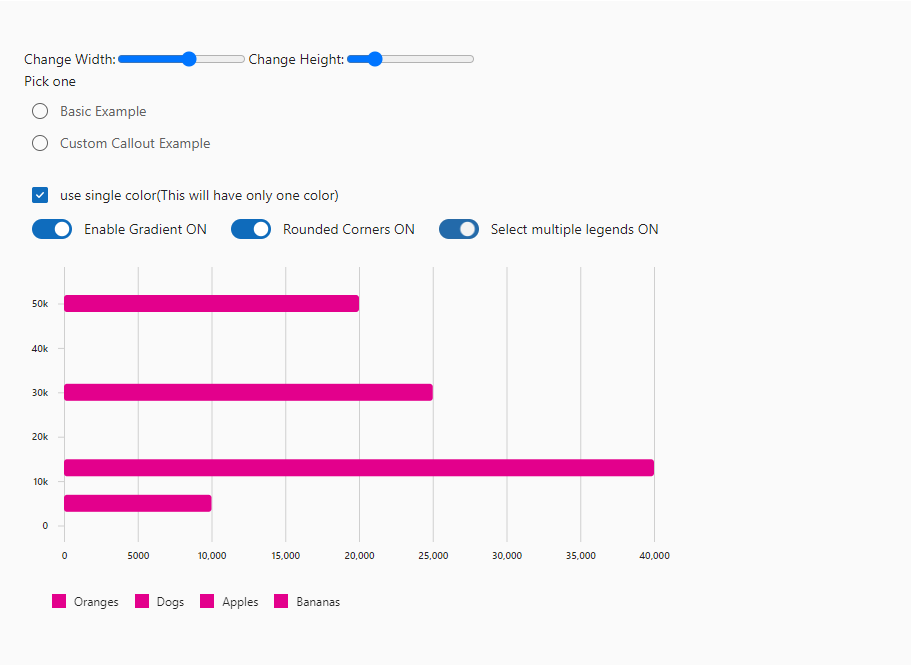 Change Width: Change Height:
Pick one
Basic Example
Custom Callout Example
use single color(This will have only one color)
Enable Gradient ON Rounded Corners ON Select multiple legends ON
50k
40k
30k
20k
10k
0
0 5000 10,000 15,000 20,000 25,000 30,000 35,000 40,000
Oranges Dogs Apples Bananas